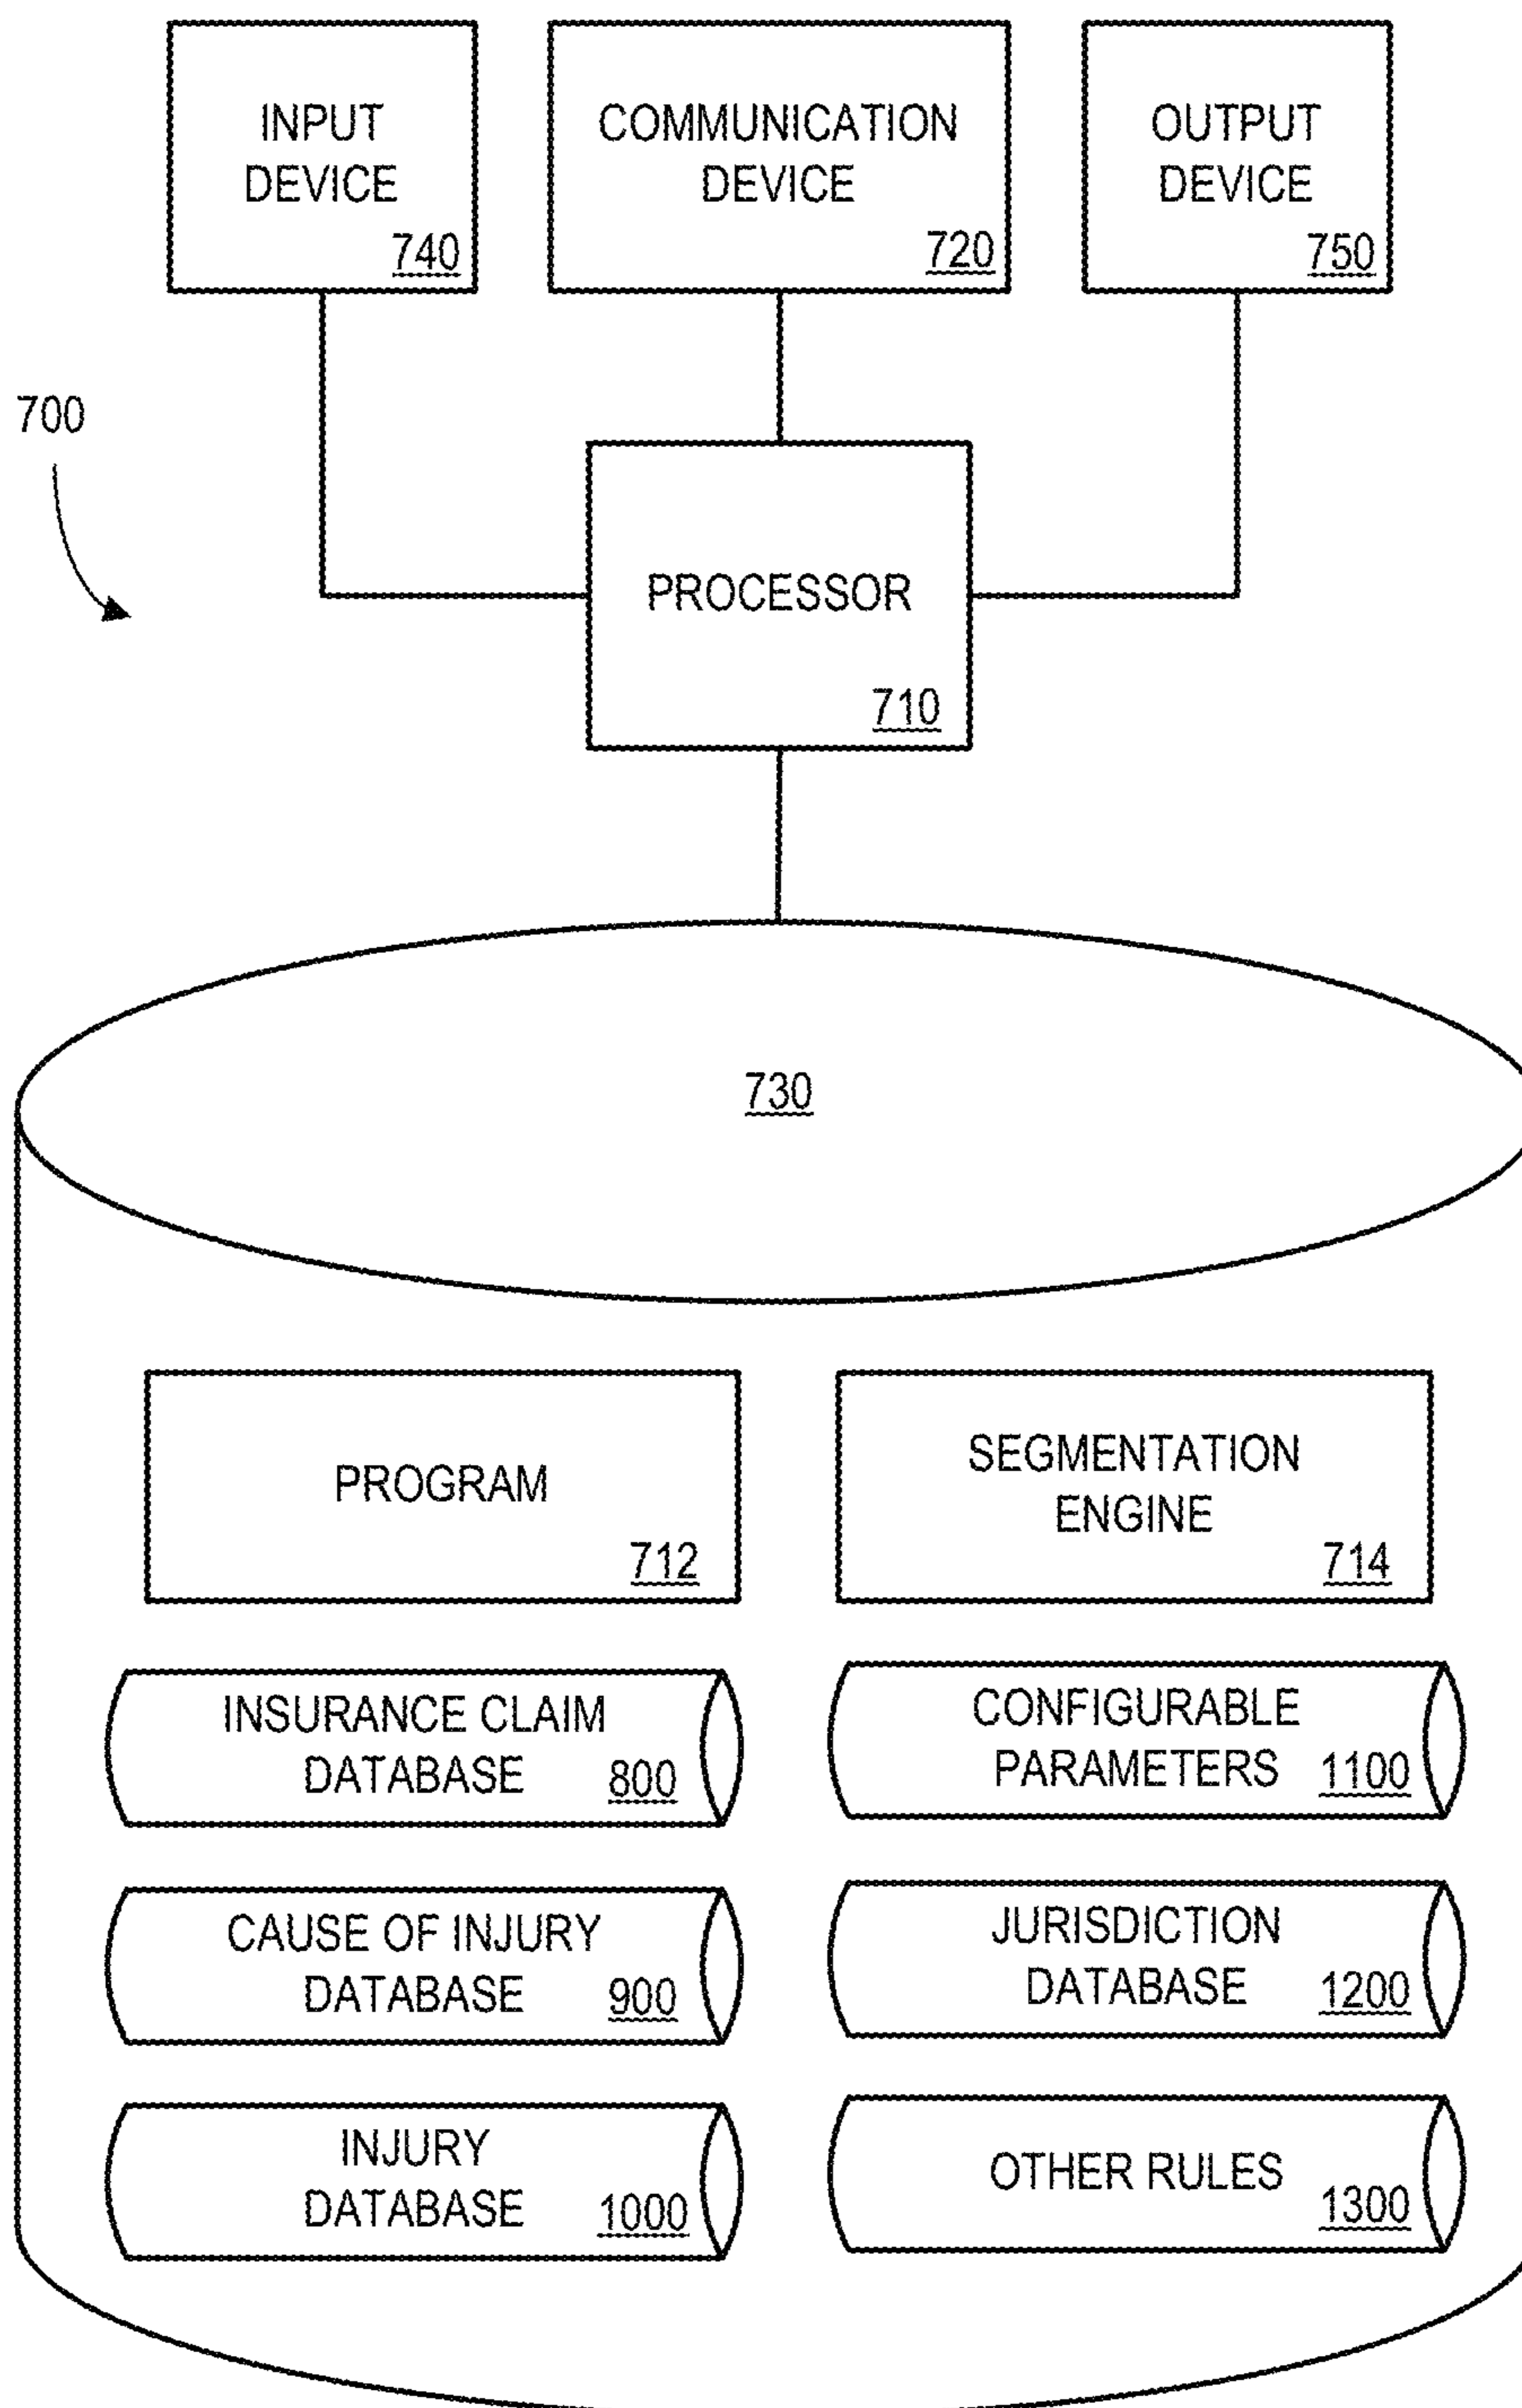 INPUT
DEVICE
740
COMMUNICATION
DEVICE
720
OUTPUT
DEVICE
750
700
PROCESSOR
710
730
PROGRAM
712
SEGMENTATION
ENGINE
714
INSURANCE CLAIM
DATABASE 800
CONFIGURABLE
PARAMETERS 1100
CAUSE OF INJURY
DATABASE 900
JURISDICTION
DATABASE 1200
INJURY
DATABASE 1000
OTHER RULES
1300